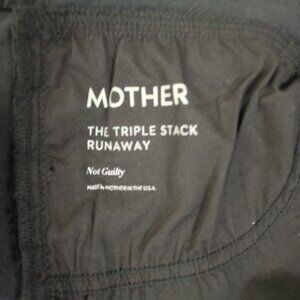 MOTHER
THE TRIPLE STACK
RUNAWAY
Not Guilty
MADE by MOTHER IN THE U.S.A.